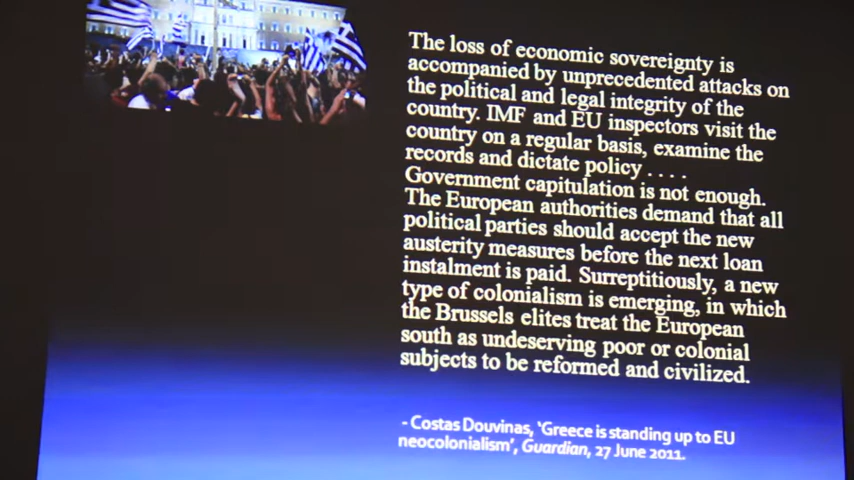 The loss of economic sovereignty is
accompanied by unprecedented attacks on
the political and legal integrity of the
country. IMF and EU inspectors visit the
country on a regular basis, examine the
records and dictate policy . . . .
Government capitulation is not enough.
The European authorities demand that all
political parties should accept the new
austerity measures before the next loan
instalment is paid. Surreptitiously, a new
type of colonialism is emerging, in which
the Brussels elites treat the European
south as undeserving poor or colonial
subjects to be reformed and civilized.
- Costas Douvinas, ‘Greece is standing up to EU
neocolonialism’, Guardian, 27 June 2011.